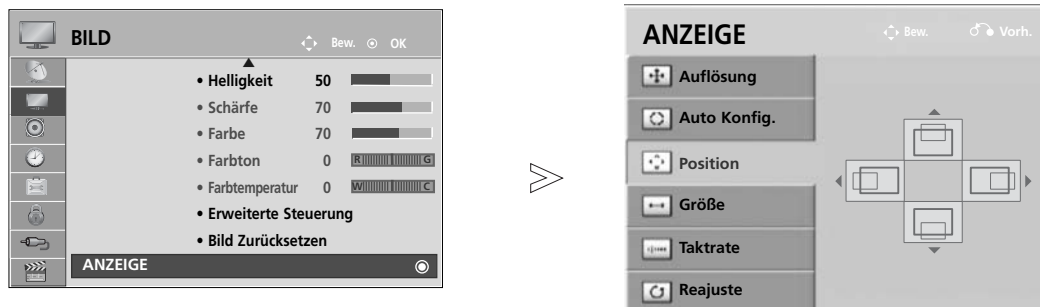 BILD
Bew. OK
• Helligkeit 50
• Schärfe 70
• Farbe 70
• Farbton 0 R G
• Farbtemperatur 0 W C
• Erweiterte Steuerung
• Bild Zurücksetzen
ANZEIGE
ANZEIGE
Bew. Vorh.
Auflösung
Auto Konfig.
Position
Größe
Taktrate
Reajuste